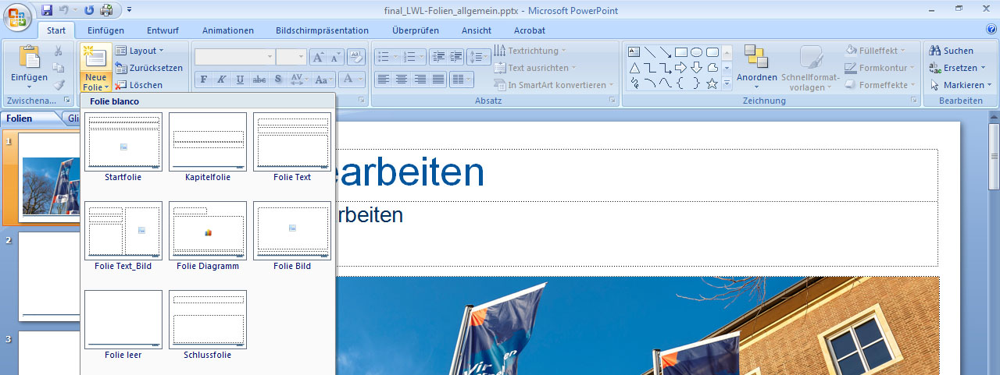 final_LWL-Folien_allgemein.pptx - Microsoft PowerPoint
Start Einfügen Entwurf Animationen Bildschirmpräsentation Überprüfen Ansicht Acrobat
Einfügen
Zwischena...
Neue
Folie
Layout
Zurücksetzen
Löschen
F K U abc S AV Aa A
Textrichtung
Text ausrichten
In SmartArt konvertieren
Absatz
Anordnen
Schnellformat-
vorlagen
Fülleffekt
Formkontur
Formeffekte
Zeichnung
Suchen
Ersetzen
Markieren
Bearbeiten
Folien
Gli
Folie blanco
Startfolie Kapitelfolie Folie Text
Folie Text_Bild Folie Diagramm Folie Bild
Folie leer Schlussfolie
1
2
3
earbeiten
rbeiten
Wir